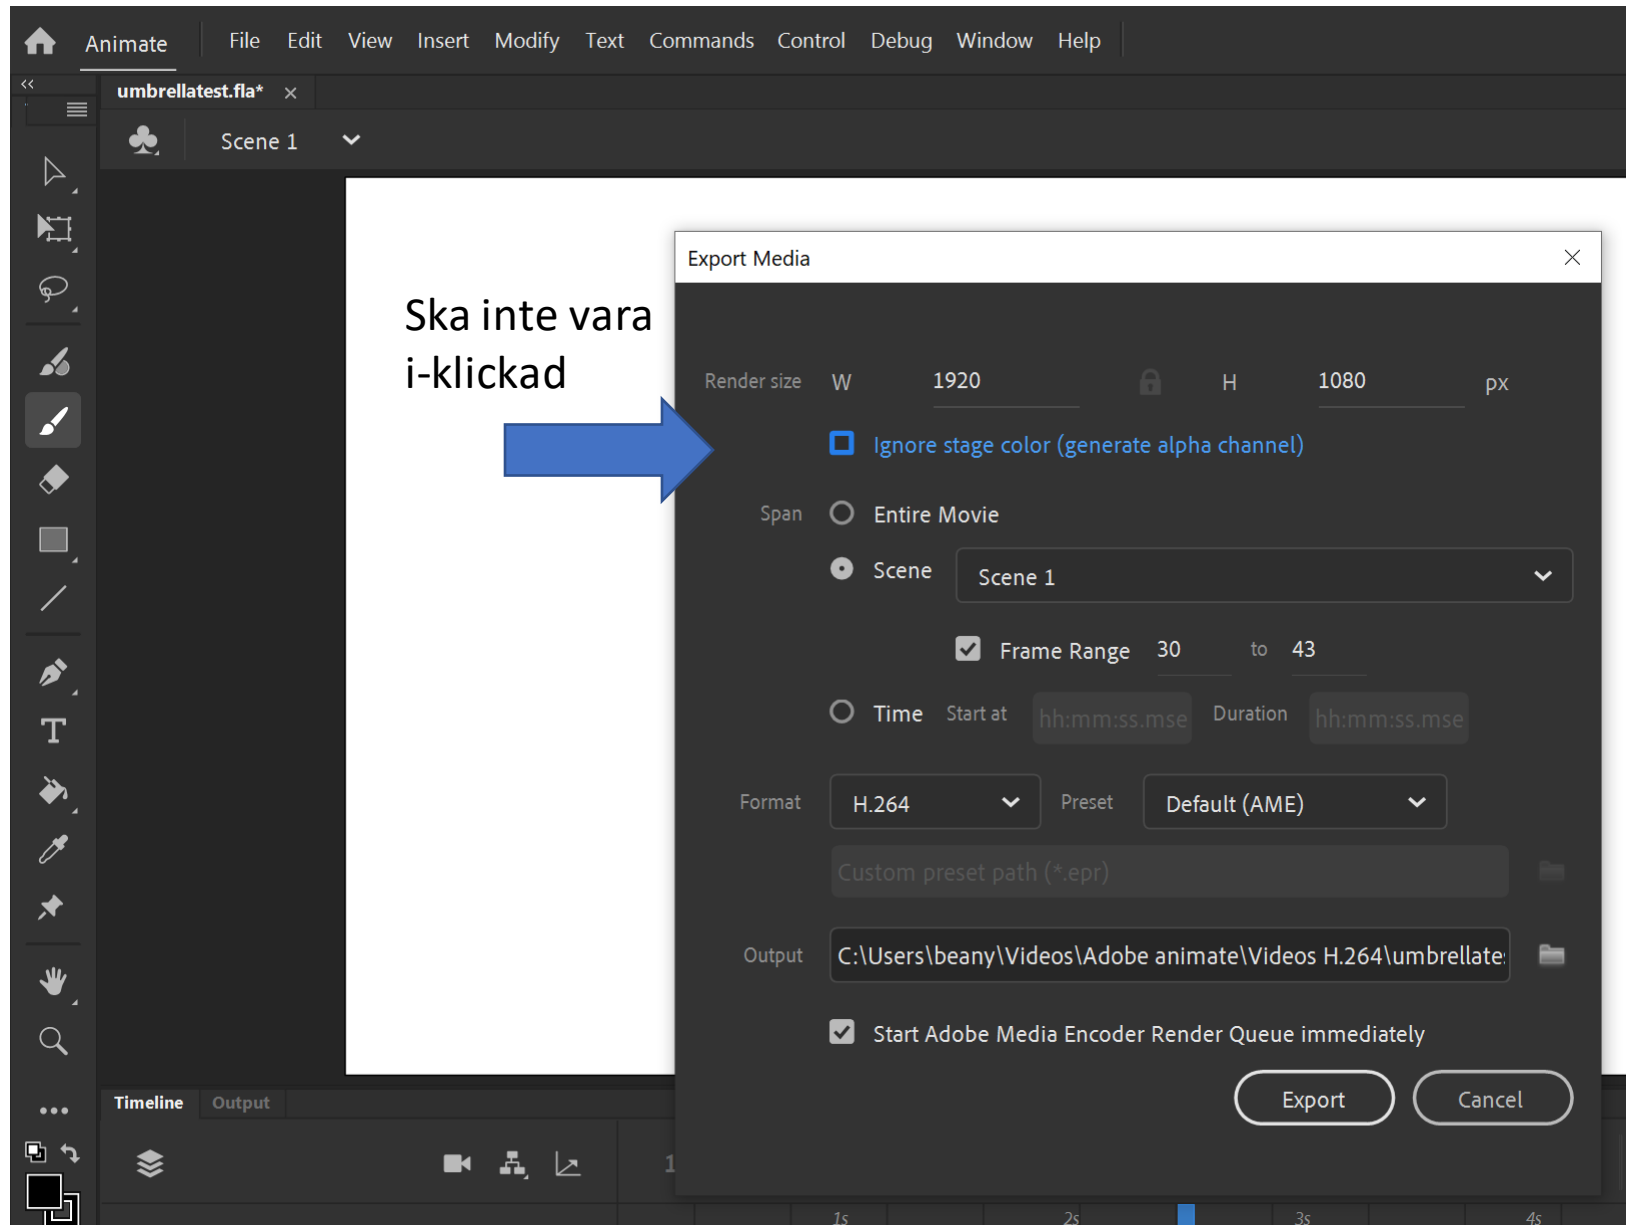 Animate File Edit View Insert Modify Text Commands Control Debug Window Help
umbrellatest.fla*
Scene 1
Export Media
Ska inte vara
i-klickad
Render size W 1920 H 1080 px
Ignore stage color (generate alpha channel)
Span Entire Movie
Scene Scene 1
Frame Range 30 to 43
Time Start at hh:mm:ss.mse Duration hh:mm:ss.mse
Format H.264 Preset Default (AME)
Custom preset path (*.epr)
Output C:\Users\beany\Videos\Adobe animate\Videos H.264\umbrellate
Start Adobe Media Encoder Render Queue immediately
Export Cancel
Timeline Output
1
1s 2s 3s 4s